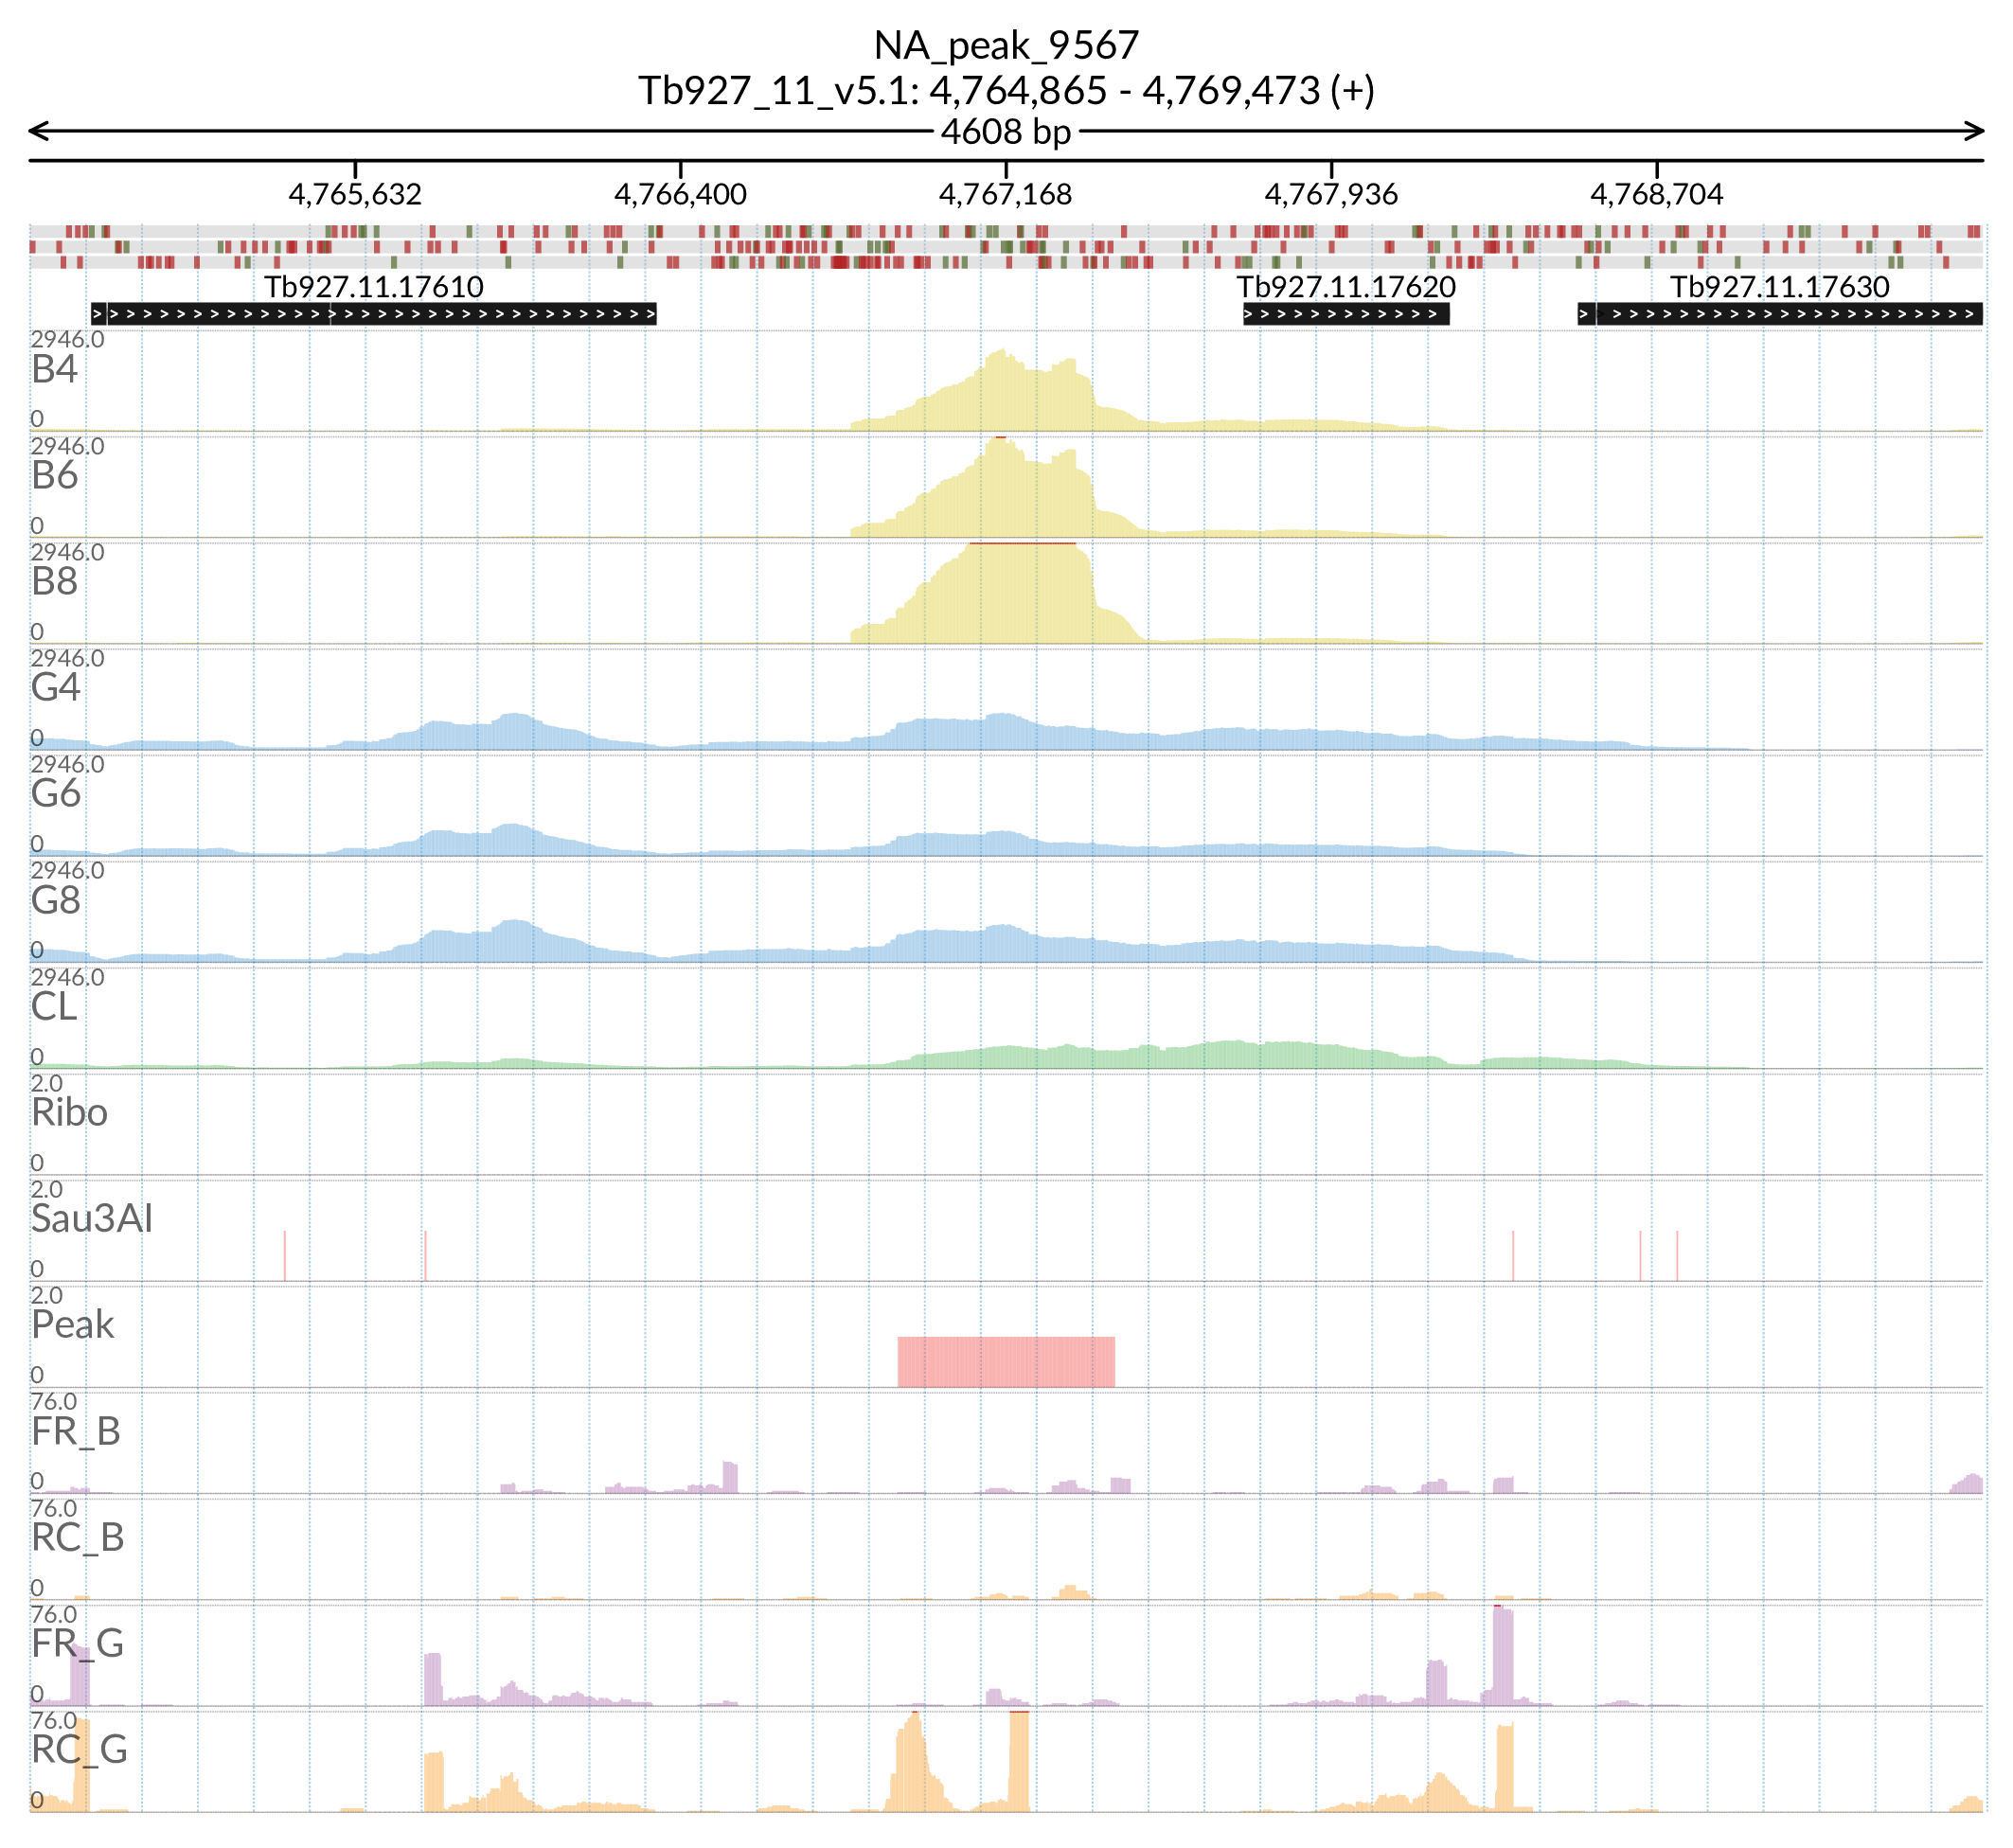 NA_peak_9567
Tb927_11_v5.1: 4,764,865 - 4,769,473 (+)
4608 bp
4,765,632 4,766,400 4,767,168 4,767,936 4,768,704
Tb927.11.17610 Tb927.11.17620 Tb927.11.17630
2946.0
B4
0
2946.0
B6
0
2946.0
B8
0
2946.0
G4
0
2946.0
G6
0
2946.0
G8
0
2946.0
CL
0
2.0
Ribo
0
2.0
Sau3AI
0
2.0
Peak
0
76.0
FR_B
0
76.0
RC_B
0
76.0
FR_G
0
76.0
RC_G
0